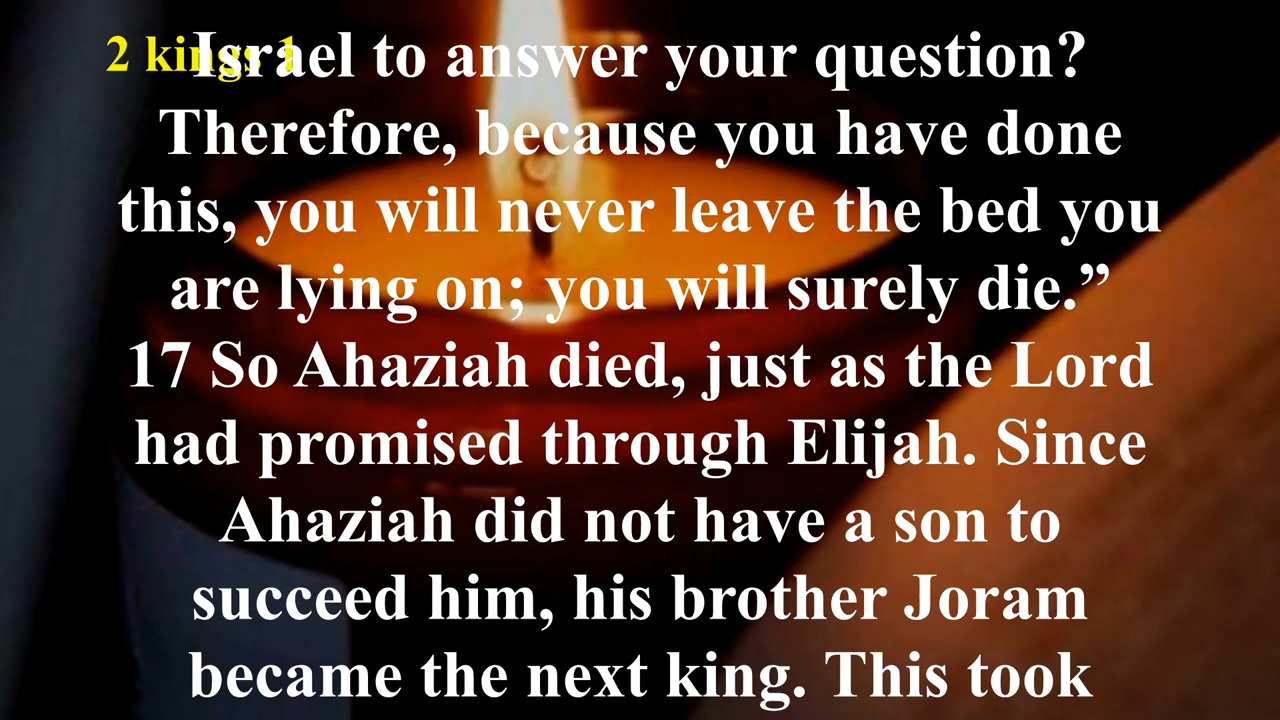 2 kings 1
Israel to answer your question?
Therefore, because you have done
this, you will never leave the bed you
are lying on; you will surely die.”
17 So Ahaziah died, just as the Lord
had promised through Elijah. Since
Ahaziah did not have a son to
succeed him, his brother Joram
became the next king. This took